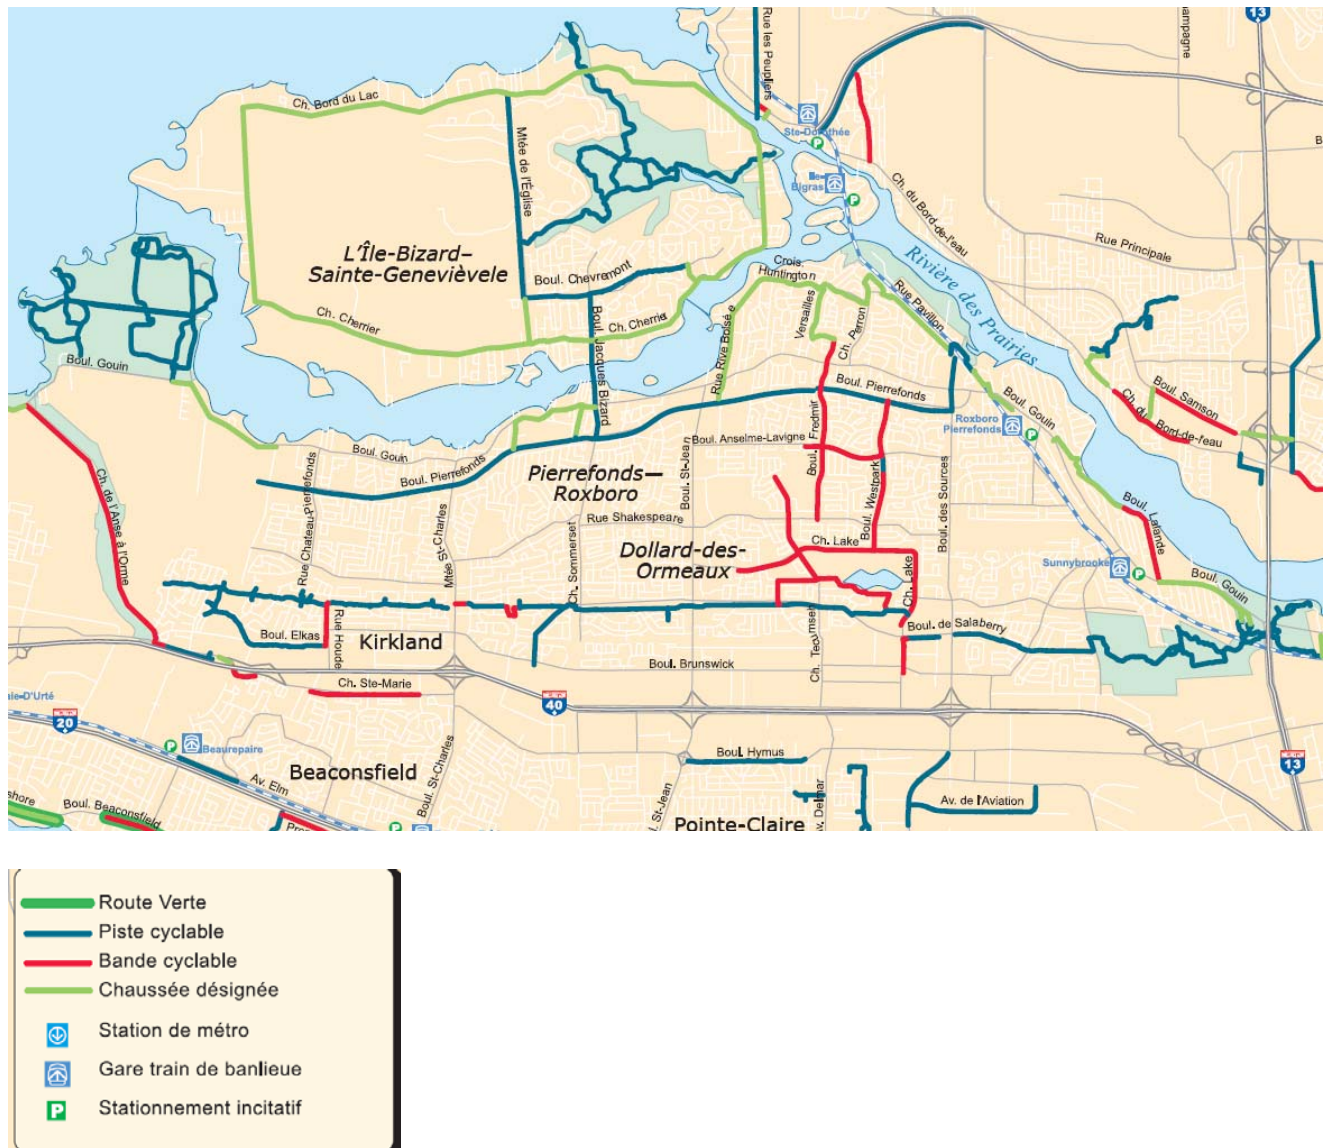 13
Rue les Peupliers
hampagne
Ch. Bord du Lac
Mtée de l'Église
Ste-Dorothée
P
Île-
Bigras
P
Ch. du Bord-de-l'eau
Rue Principale
Rivière des Prairies
L'Île-Bizard–
Sainte-Genevièvele
Boul. Chevremont
Crois.
Huntington
Rue Pavillon
Ch. Cherrier
Ch. Cherrier
Boul. Jacques Bizard
Rue Rive Boisée
Versailles
Ch. Perron
Boul. Gouin
Boul. Pierrefonds
Boul. Samson
Ch. du
Bord-de-l'eau
Boul. Gouin
Roxboro
Pierrefonds
P
Boul. Anselme-Lavigne
Boul. Fredmir
Boul. Gouin
Boul. Pierrefonds
Pierrefonds—
Roxboro
Boul. St-Jean
Boul. Westpark
Boul. des Sources
Ch. de l'Anse à l'Orme
Rue Chateau-Pierrefonds
Mtée St-Charles
Rue Shakespeare
Ch. Sommerset
Dollard-des-
Ormeaux
Ch. Lake
Ch. Lake
Boul. Lalande
Sunnybrooke
P
Boul. Gouin
Boul. Elkas
Rue Houde
Kirkland
Boul. de Salaberry
Boul. Brunswick
Ch. Tecumseh
Ch. Ste-Marie
40
aie-D'Urté
20
P
Beaurepaire
Boul. Hymus
13
Beaconsfield
Boul. St-Charles
Av. Elm
Boul. Beaconsfield
shore
P
l. St-Jean
Pointe-Claire
Av. Delmar
Av. de l'Aviation
Route Verte
Piste cyclable
Bande cyclable
Chaussée désignée
Station de métro
Gare train de banlieue
P
Stationnement incitatif